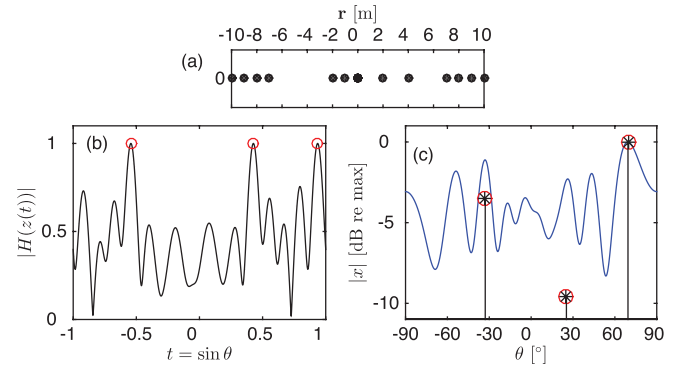 r [m]
-10 -8 -6 -4 -2 0 2 4 6 8 10
(a)
0
(b)
1
0.5
0
|H(z(t))|
-1 -0.5 0 0.5 1
t = sin θ
(c)
0
-5
-10
|x| [dB re max]
-90 -60 -30 0 30 60 90
θ [°]